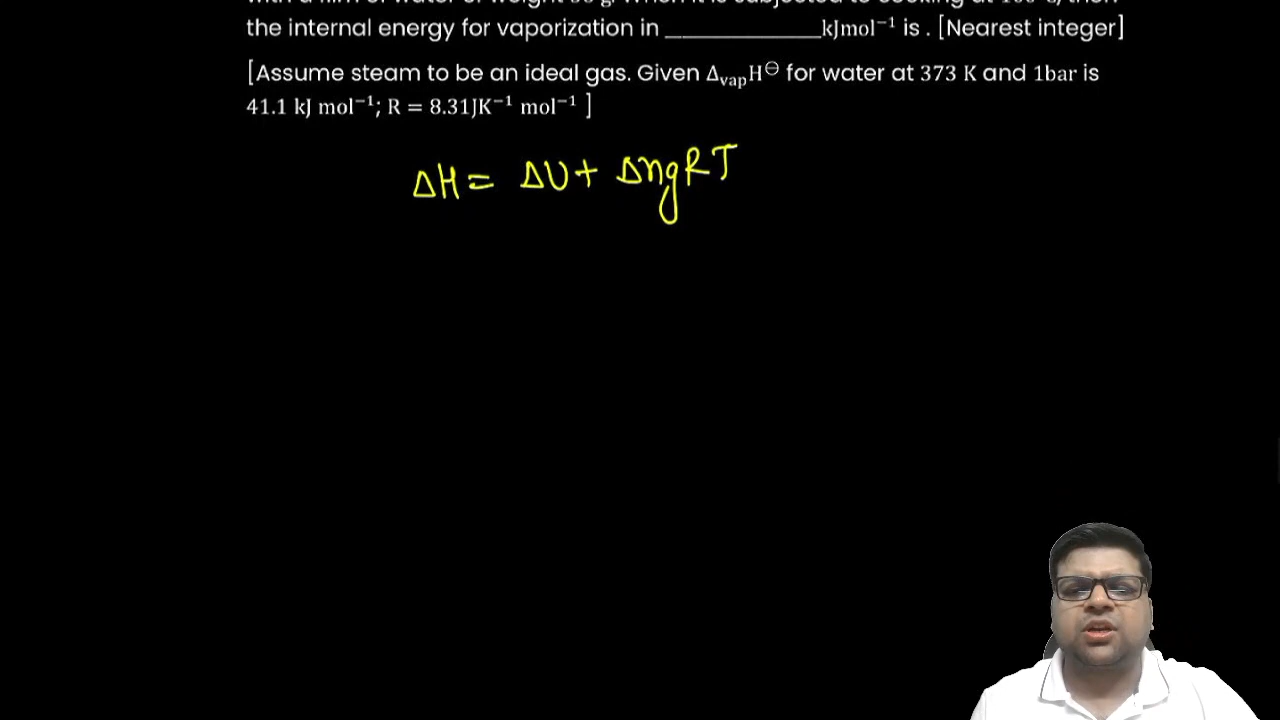 the internal energy for vaporization in ____________kJmol⁻¹ is . [Nearest integer]
[Assume steam to be an ideal gas. Given Δ_vapH^⊖ for water at 373 K and 1bar is
41.1 kJ mol⁻¹; R = 8.31JK⁻¹ mol⁻¹ ]
ΔH = ΔU + ΔngRT